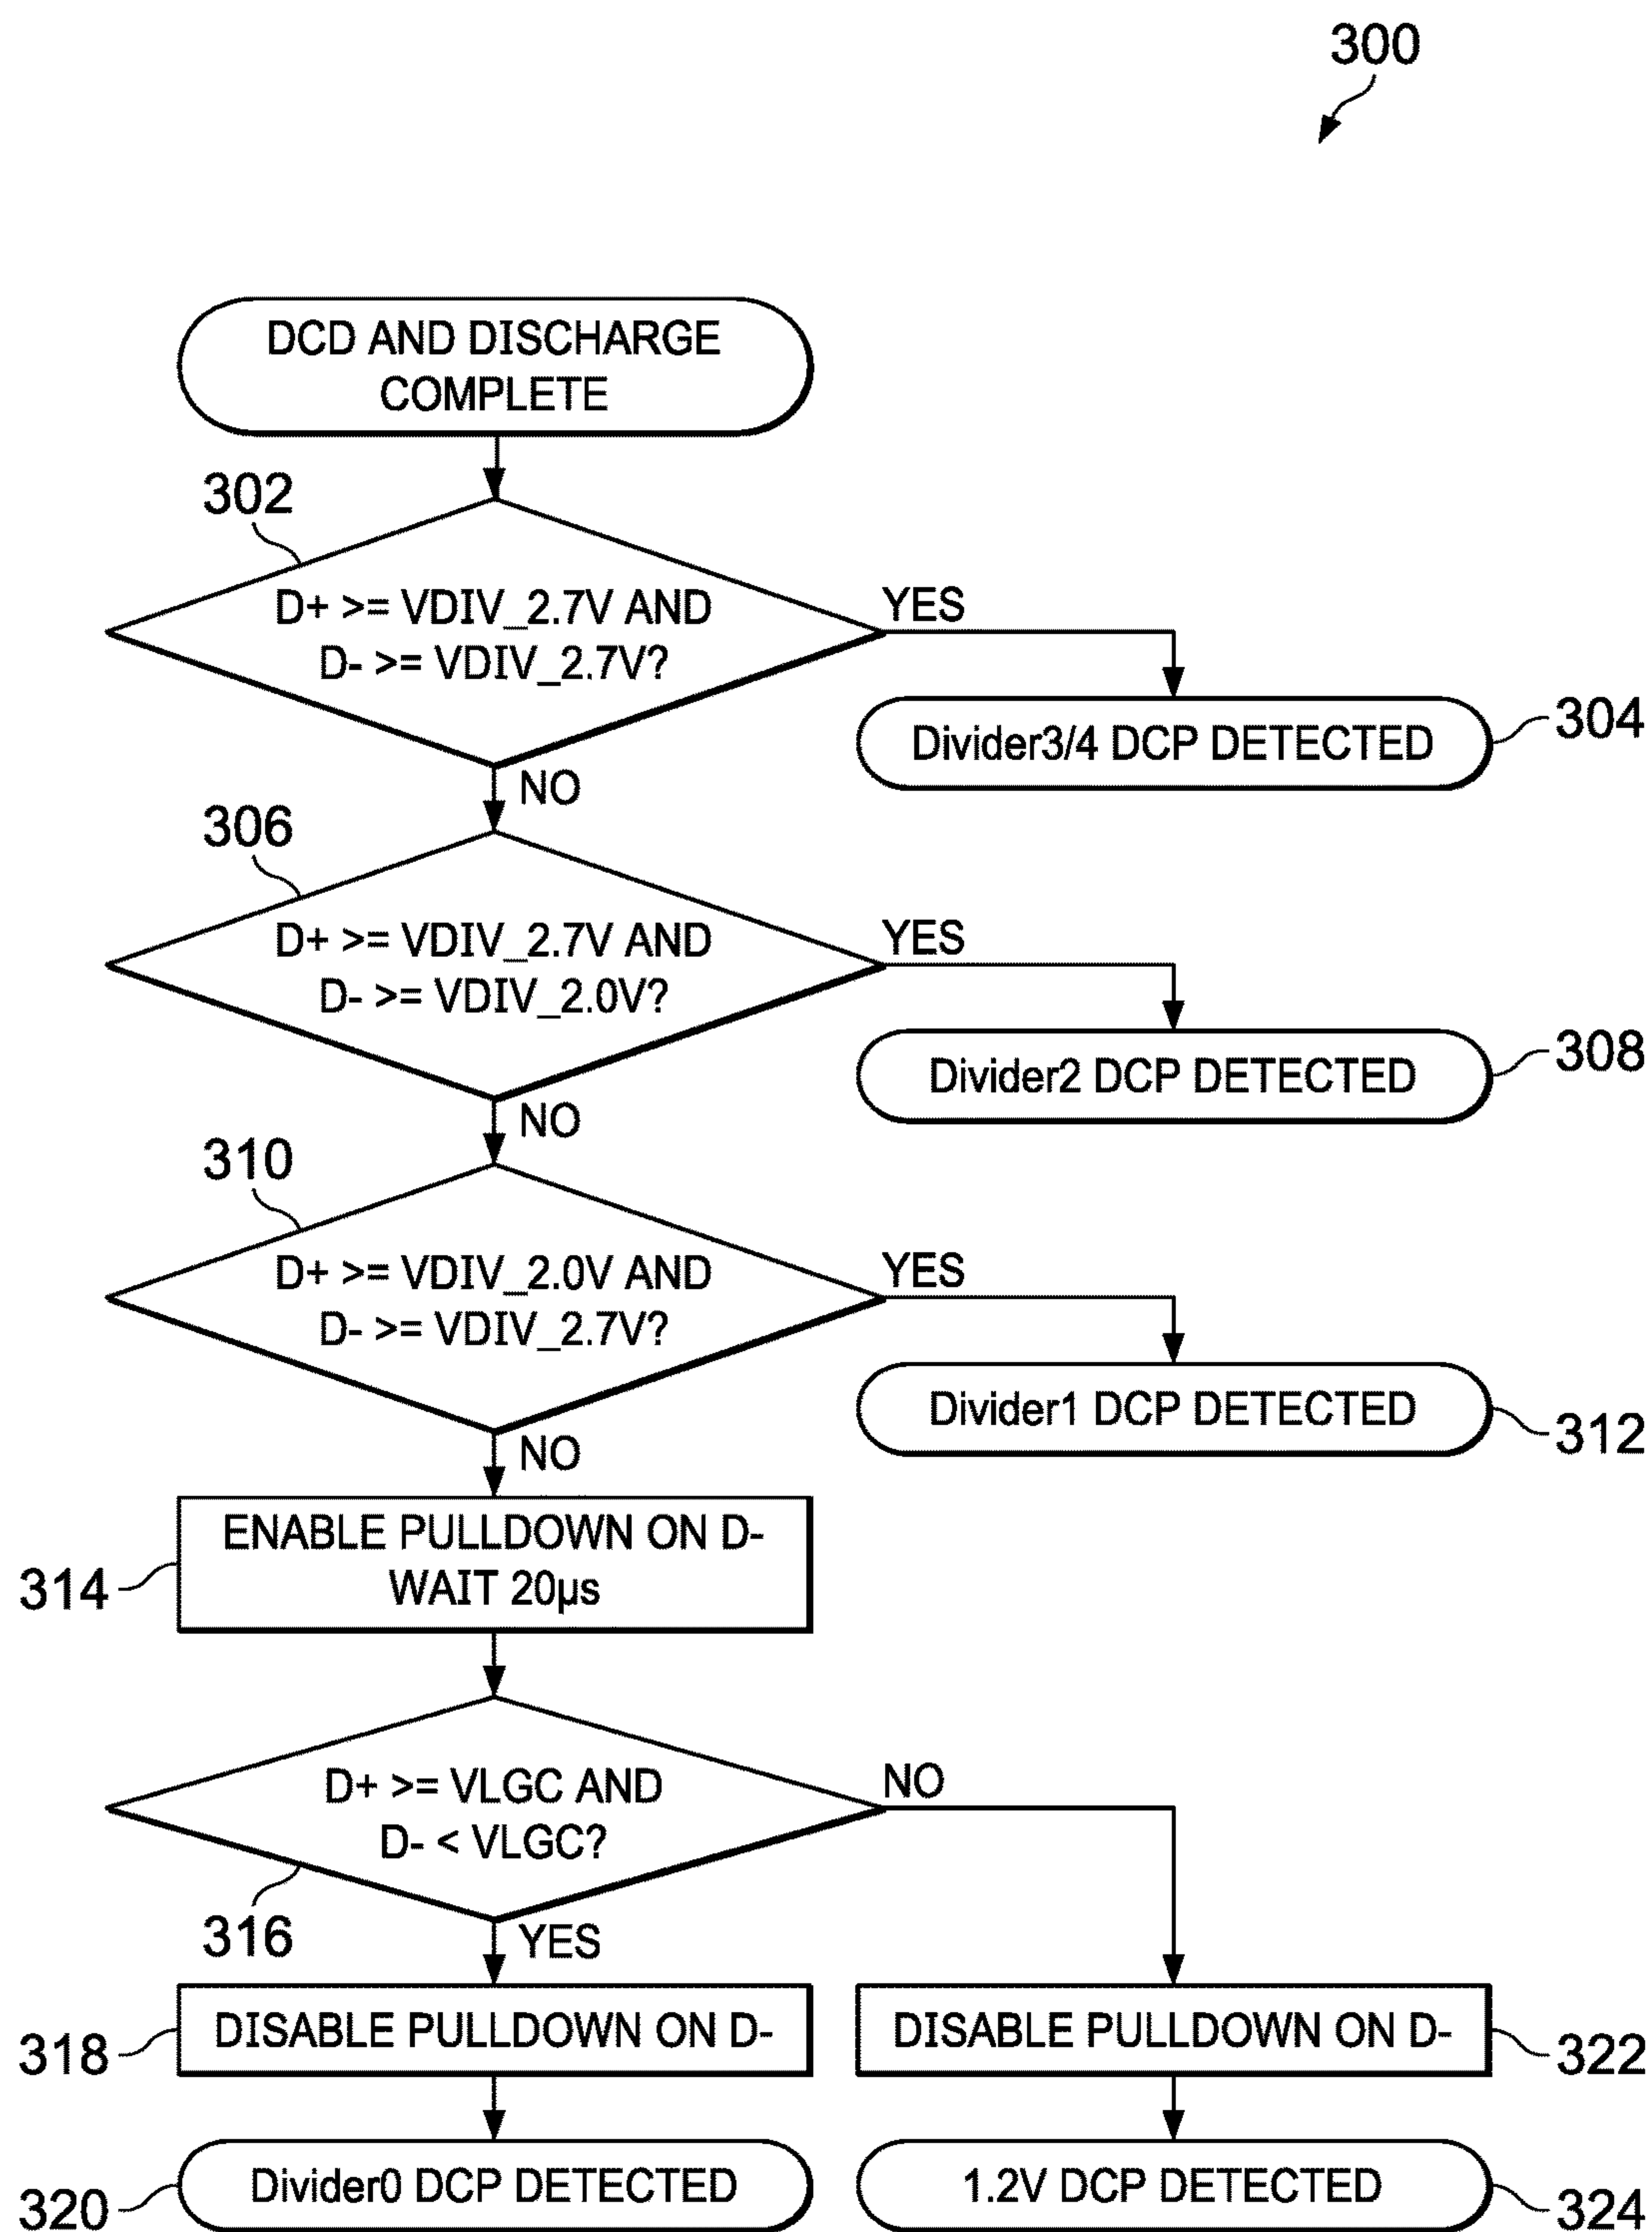 300
DCD AND DISCHARGE
COMPLETE
302
D+ >= VDIV_2.7V AND
D- >= VDIV_2.7V?
YES
Divider3/4 DCP DETECTED
304
NO
306
D+ >= VDIV_2.7V AND
D- >= VDIV_2.0V?
YES
Divider2 DCP DETECTED
308
NO
310
D+ >= VDIV_2.0V AND
D- >= VDIV_2.7V?
YES
Divider1 DCP DETECTED
312
NO
ENABLE PULLDOWN ON D-
WAIT 20µs
314
D+ >= VLGC AND
D- < VLGC?
NO
316
YES
DISABLE PULLDOWN ON D-
318
DISABLE PULLDOWN ON D-
322
Divider0 DCP DETECTED
320
1.2V DCP DETECTED
324